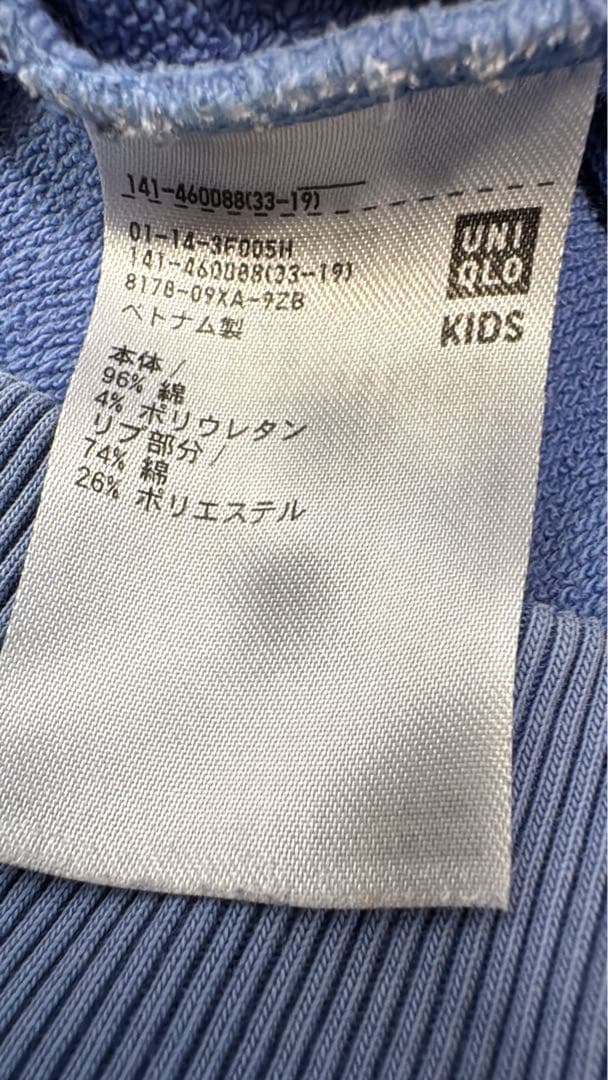 141-460088(33-19)
01-14-3F005H
141-460088(33-19)
8178-09XA-9ZB
ベトナム製
UNI
QLO
KIDS
本体 /
96% 綿
4% ポリウレタン
リブ部分 /
74% 綿
26% ポリエステル